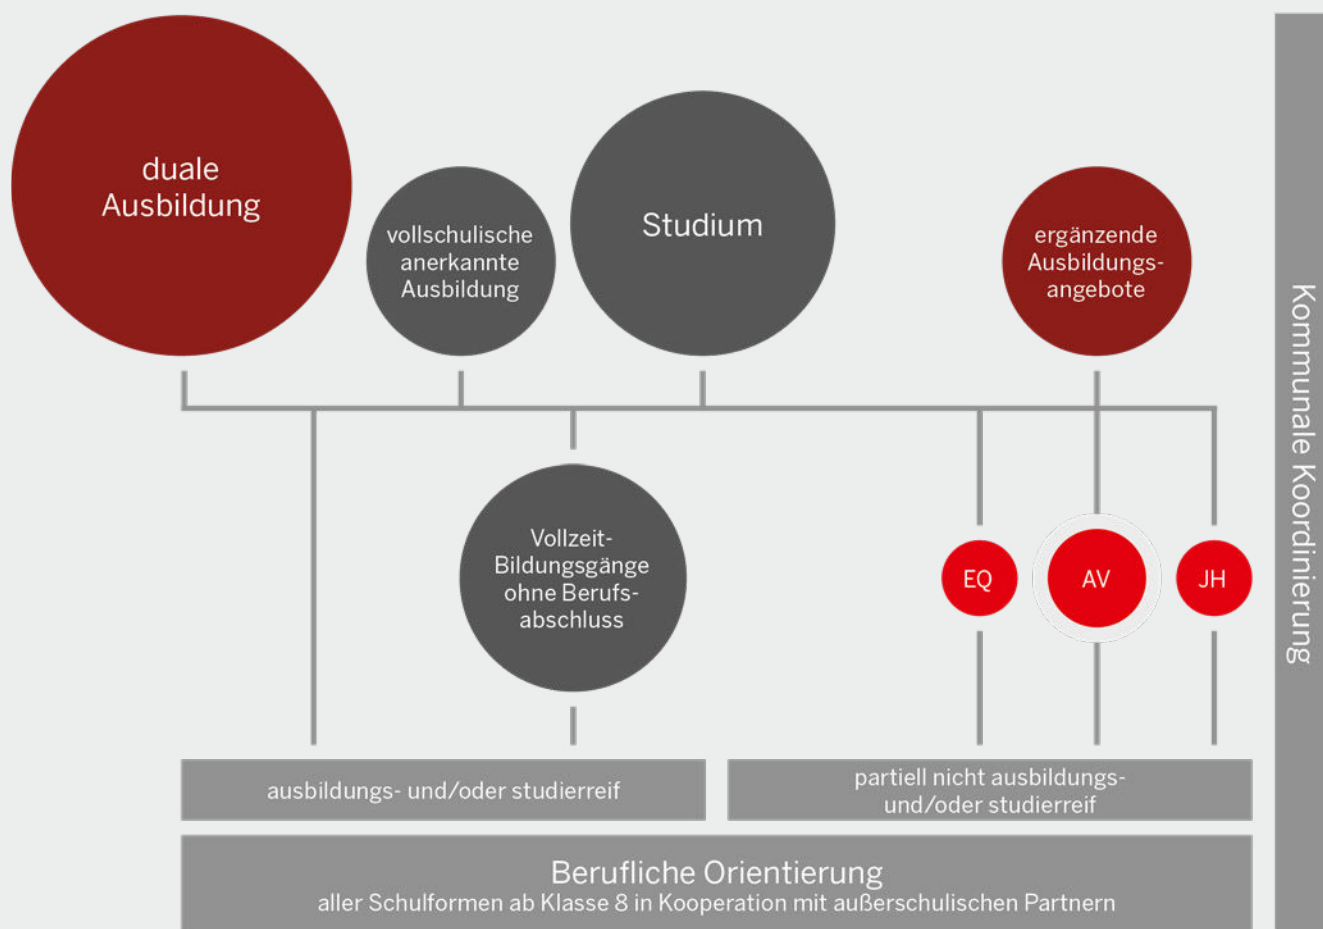 duale
Ausbildung
vollschulische
anerkannte
Ausbildung
Studium
ergänzende
Ausbildungs-
angebote
Vollzeit-
Bildungsgänge
ohne Berufs-
abschluss
EQ
AV
JH
ausbildungs- und/oder studierreif
partiell nicht ausbildungs-
und/oder studierreif
Berufliche Orientierung
aller Schulformen ab Klasse 8 in Kooperation mit außerschulischen Partnern
Kommunale Koordinierung